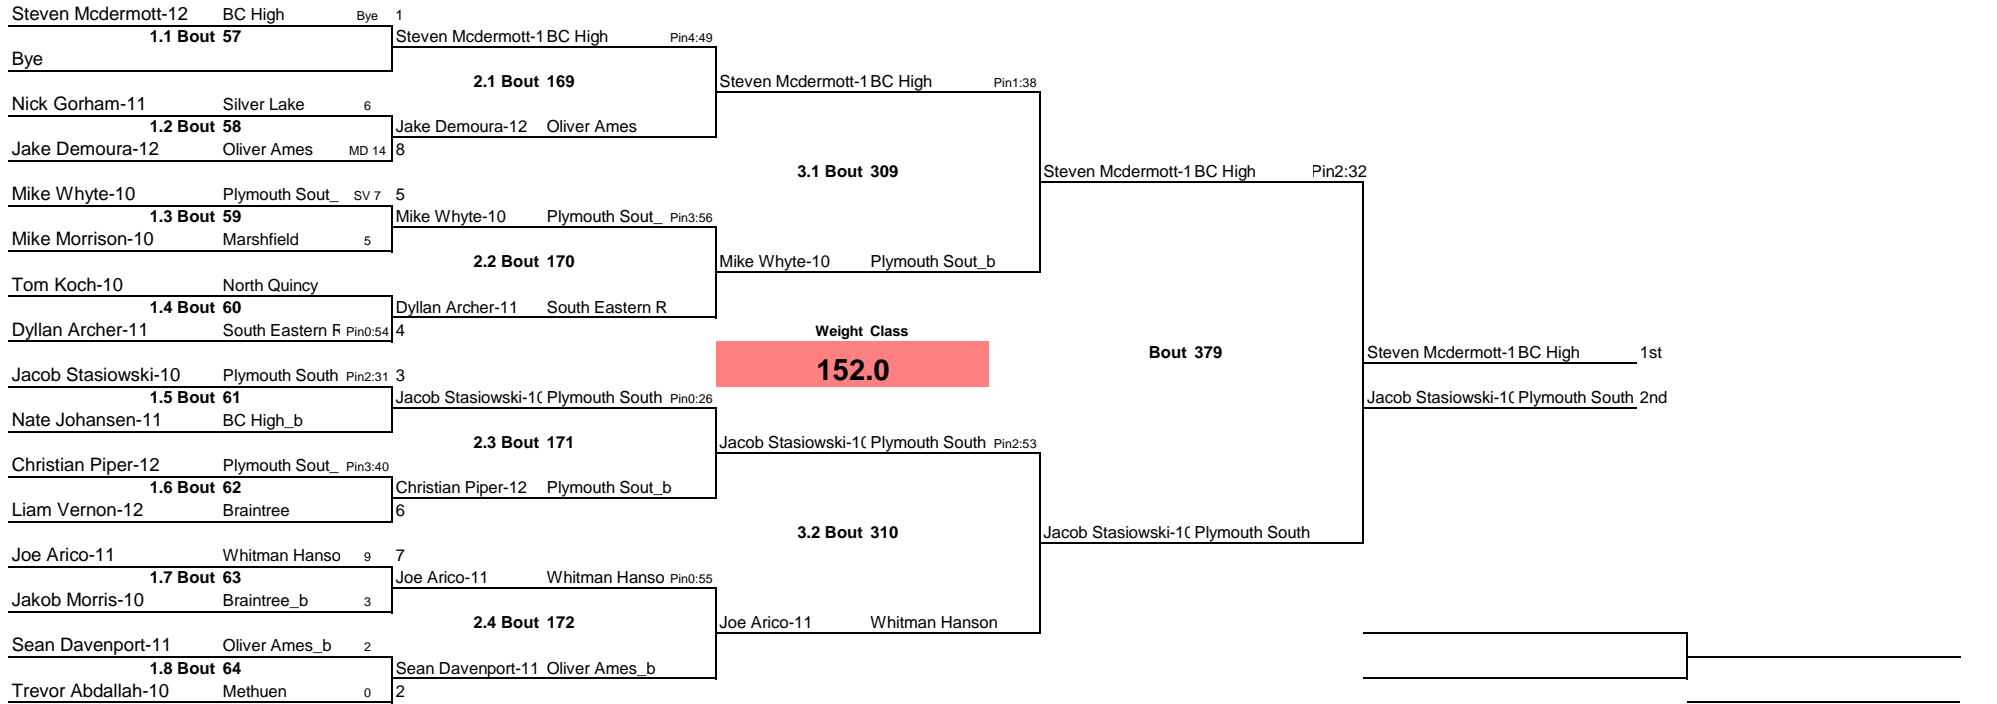 Steven Mcdermott-12 BC High Bye 1
1.1 Bout 57 Steven Mcdermott-1 BC High Pin4:49
Bye
2.1 Bout 169 Steven Mcdermott-1 BC High Pin1:38
Nick Gorham-11 Silver Lake 6
1.2 Bout 58 Jake Demoura-12 Oliver Ames
Jake Demoura-12 Oliver Ames MD 14 8
3.1 Bout 309 Steven Mcdermott-1 BC High Pin2:32
Mike Whyte-10 Plymouth Sout_ SV 7 5
1.3 Bout 59 Mike Whyte-10 Plymouth Sout_ Pin3:56
Mike Morrison-10 Marshfield 5
2.2 Bout 170 Mike Whyte-10 Plymouth Sout_b
Tom Koch-10 North Quincy
1.4 Bout 60 Dyllan Archer-11 South Eastern R
Dyllan Archer-11 South Eastern R Pin0:54 4
Weight Class
Bout 379 Steven Mcdermott-1 BC High 1st
152.0
Jacob Stasiowski-10 Plymouth South Pin2:31 3
1.5 Bout 61 Jacob Stasiowski-1( Plymouth South Pin0:26
Jacob Stasiowski-1( Plymouth South 2nd
Nate Johansen-11 BC High_b
2.3 Bout 171 Jacob Stasiowski-1( Plymouth South Pin2:53
Christian Piper-12 Plymouth Sout_ Pin3:40
1.6 Bout 62 Christian Piper-12 Plymouth Sout_b
Liam Vernon-12 Braintree 6
3.2 Bout 310 Jacob Stasiowski-1( Plymouth South
Joe Arico-11 Whitman Hanso 9 7
1.7 Bout 63 Joe Arico-11 Whitman Hanso Pin0:55
Jakob Morris-10 Braintree_b 3
2.4 Bout 172 Joe Arico-11 Whitman Hanson
Sean Davenport-11 Oliver Ames_b 2
1.8 Bout 64 Sean Davenport-11 Oliver Ames_b
Trevor Abdallah-10 Methuen 0 2